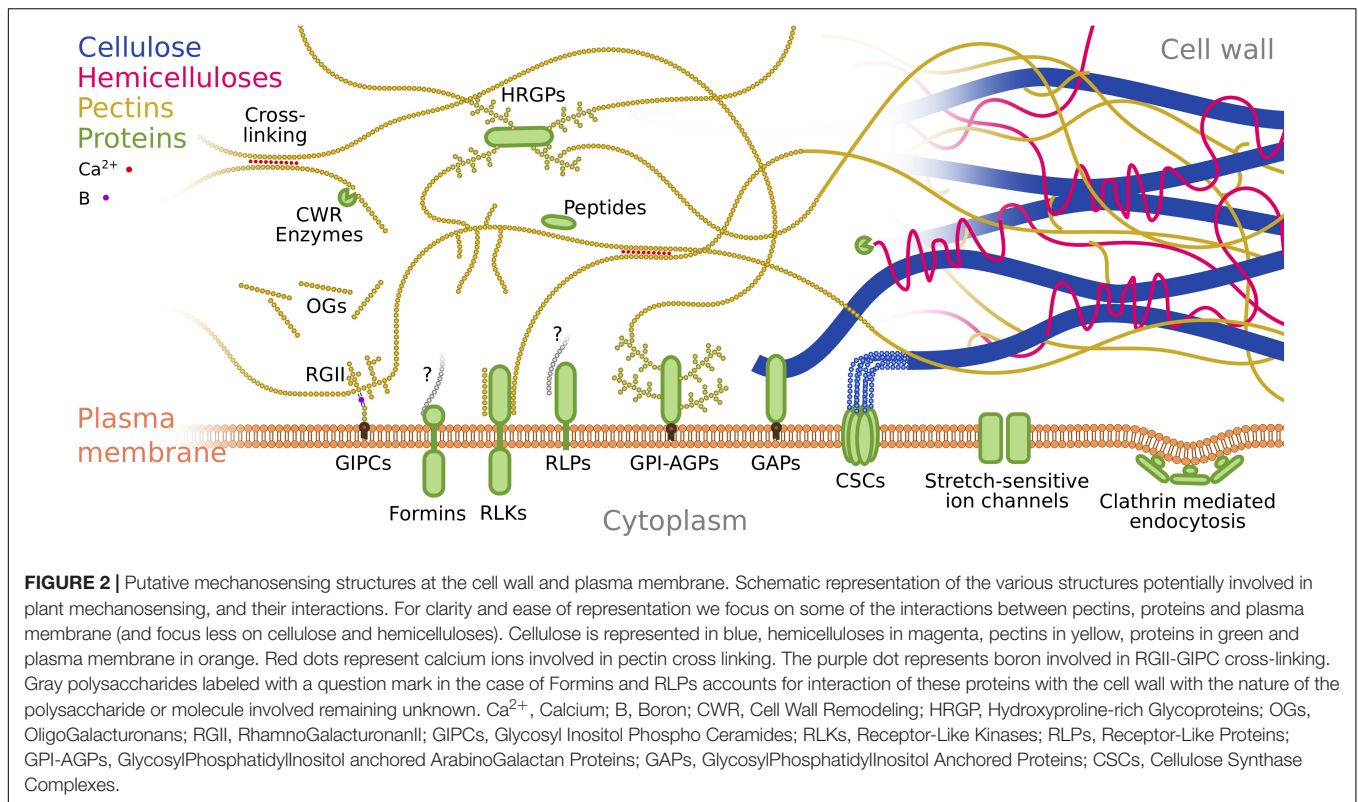 Cellulose
Hemicelluloses
Pectins
Proteins
Ca2+
B
Cell wall
Cross-
linking
HRGPs
CWR
Enzymes
Peptides
OGs
RGII
?
?
Plasma
membrane
GIPCs
Formins
RLKs
RLPs
GPI-AGPs
GAPs
CSCs
Stretch-sensitive
ion channels
Clathrin mediated
endocytosis
Cytoplasm
FIGURE 2 | Putative mechanosensing structures at the cell wall and plasma membrane. Schematic representation of the various structures potentially involved in
plant mechanosensing, and their interactions. For clarity and ease of representation we focus on some of the interactions between pectins, proteins and plasma
membrane (and focus less on cellulose and hemicelluloses). Cellulose is represented in blue, hemicelluloses in magenta, pectins in yellow, proteins in green and
plasma membrane in orange. Red dots represent calcium ions involved in pectin cross linking. The purple dot represents boron involved in RGII-GIPC cross-linking.
Gray polysaccharides labeled with a question mark in the case of Formins and RLPs accounts for interaction of these proteins with the cell wall with the nature of the
polysaccharide or molecule involved remaining unknown. Ca2+, Calcium; B, Boron; CWR, Cell Wall Remodeling; HRGP, Hydroxyproline-rich Glycoproteins; OGs,
OligoGalacturonans; RGII, RhamnoGalacturonanII; GIPCs, Glycosyl Inositol Phospho Ceramides; RLKs, Receptor-Like Kinases; RLPs, Receptor-Like Proteins;
GPI-AGPs, GlycosylPhosphatidylInositol anchored ArabinoGalactan Proteins; GAPs, GlycosylPhosphatidylInositol Anchored Proteins; CSCs, Cellulose Synthase
Complexes.